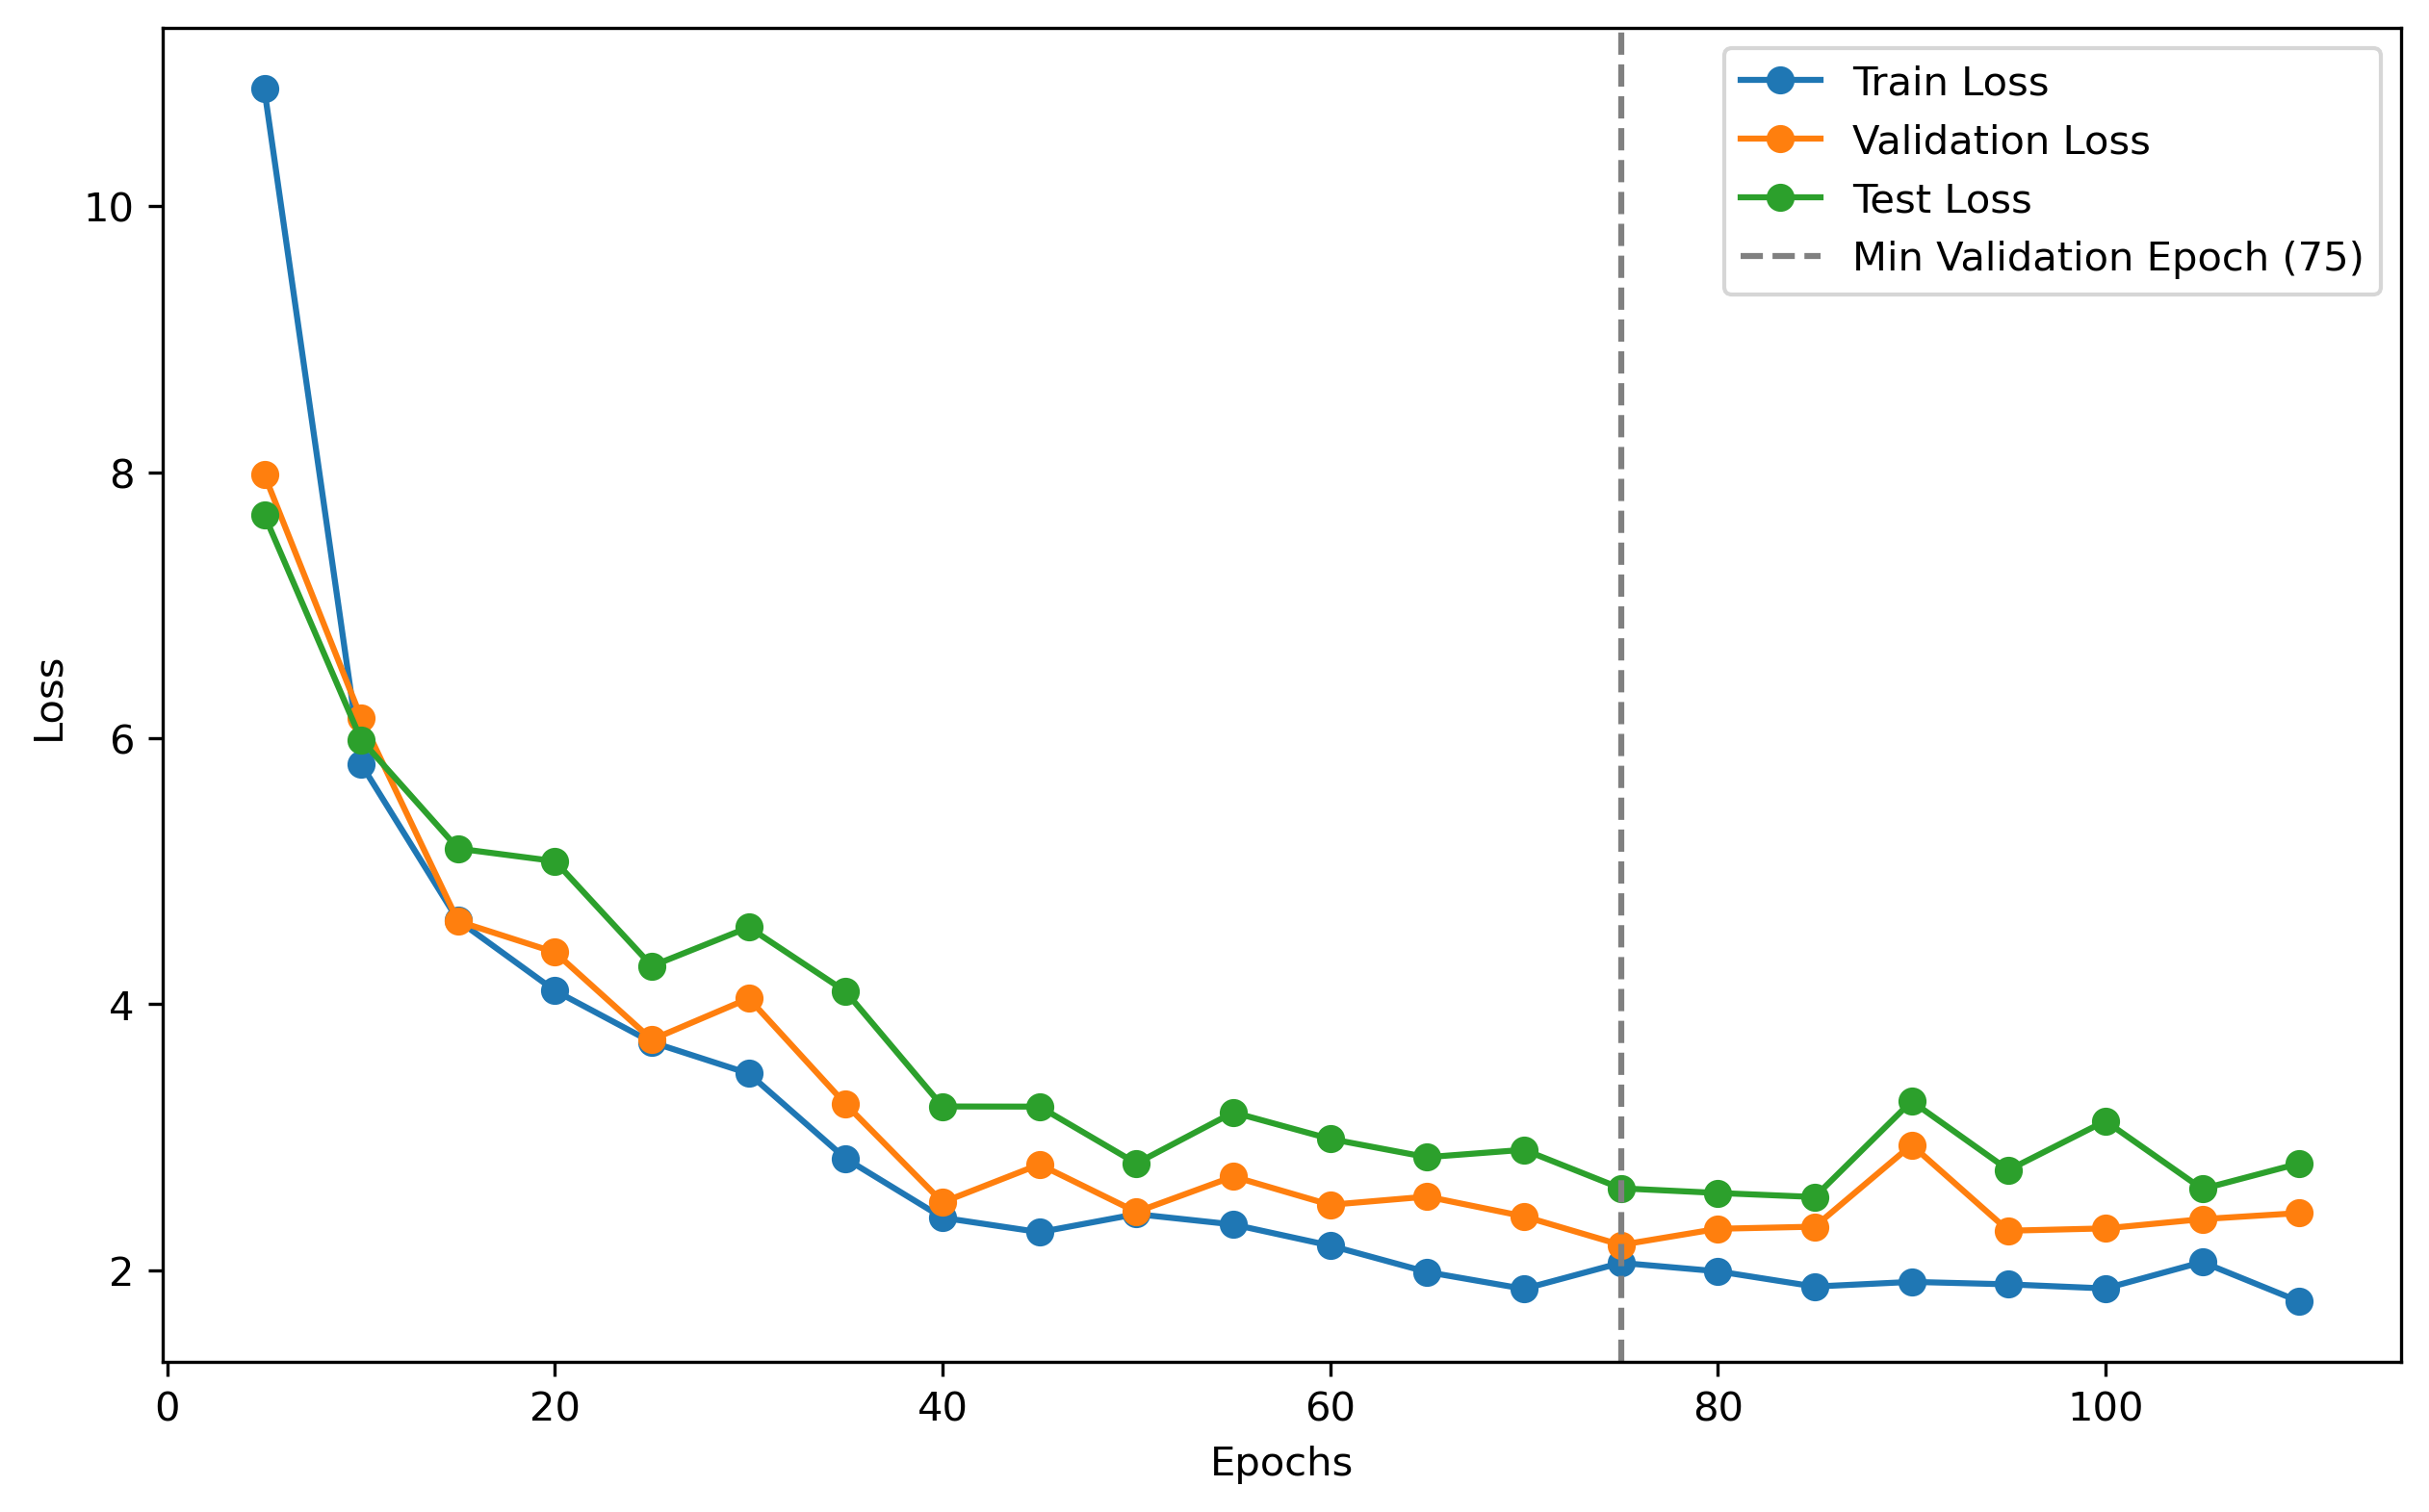 Train Loss
Validation Loss
Test Loss
Min Validation Epoch (75)
Loss
10
8
6
4
2
0 20 40 60 80 100
Epochs